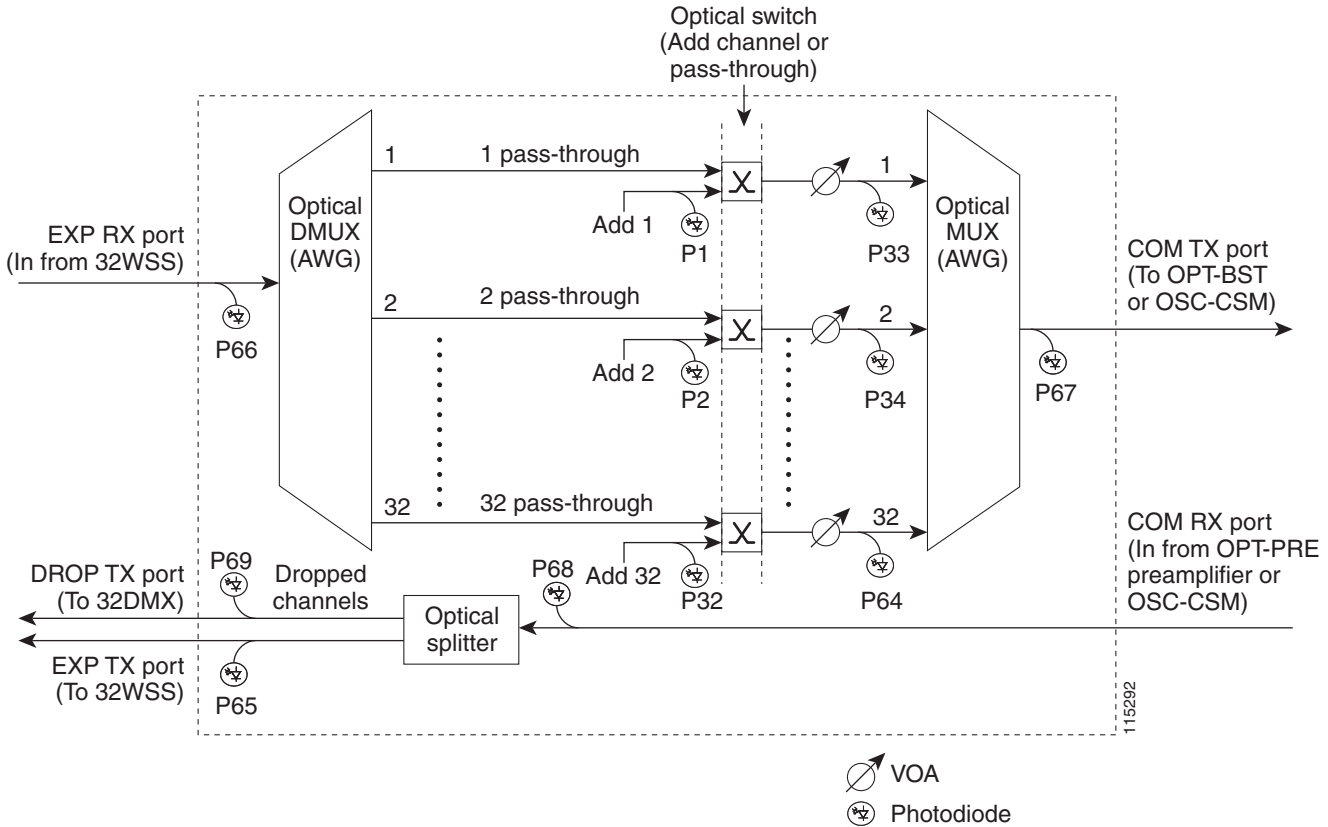 Optical switch
(Add channel or
pass-through)
1
1 pass-through
Add 1
P1
1
P33
Optical
DMUX
(AWG)
Optical
MUX
(AWG)
EXP RX port
(In from 32WSS)
P66
COM TX port
(To OPT-BST
or OSC-CSM)
P67
2
2 pass-through
Add 2
P2
2
P34
32
32 pass-through
Add 32
P32
32
P64
COM RX port
(In from OPT-PRE
preamplifier or
OSC-CSM)
P68
DROP TX port
(To 32DMX)
P69
Dropped
channels
Optical
splitter
EXP TX port
(To 32WSS)
P65
115292
VOA
Photodiode